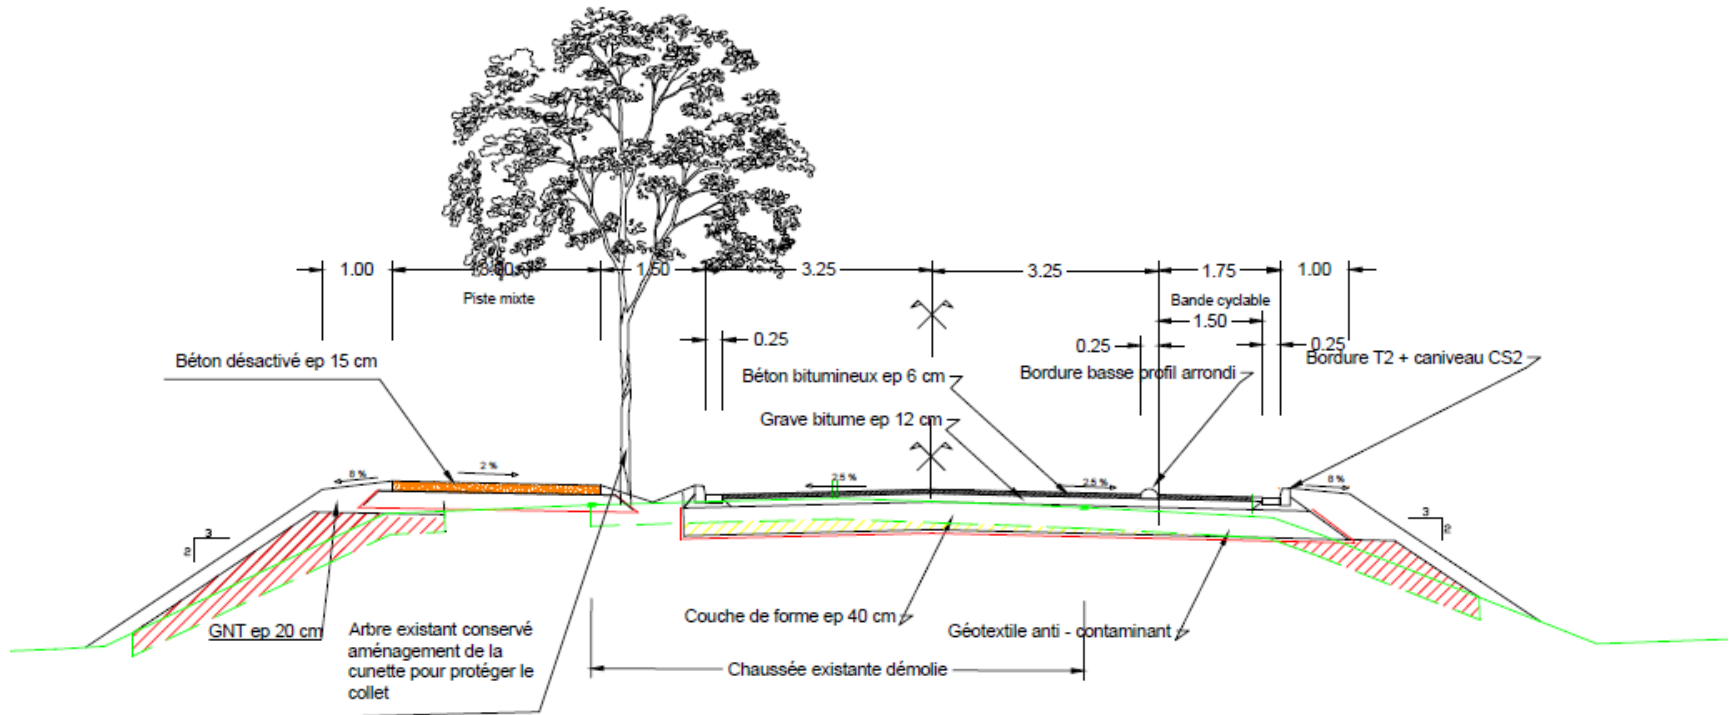 1.00
3.00
1.50
3.25
3.25
1.75
1.00
Piste mixte
Bande cyclable
1.50
0.25
0.25
0.25
Béton désactivé ep 15 cm
Béton bitumineux ep 6 cm
Bordure basse profil arrondi
Bordure T2 + caniveau CS2
Grave bitume ep 12 cm
8 %
2 %
2.5 %
2.5 %
8 %
3
2
3
2
GNT ep 20 cm
Arbre existant conservé
aménagement de la
cunette pour protéger le
collet
Couche de forme ep 40 cm
Géotextile anti - contaminant
Chaussée existante démolie